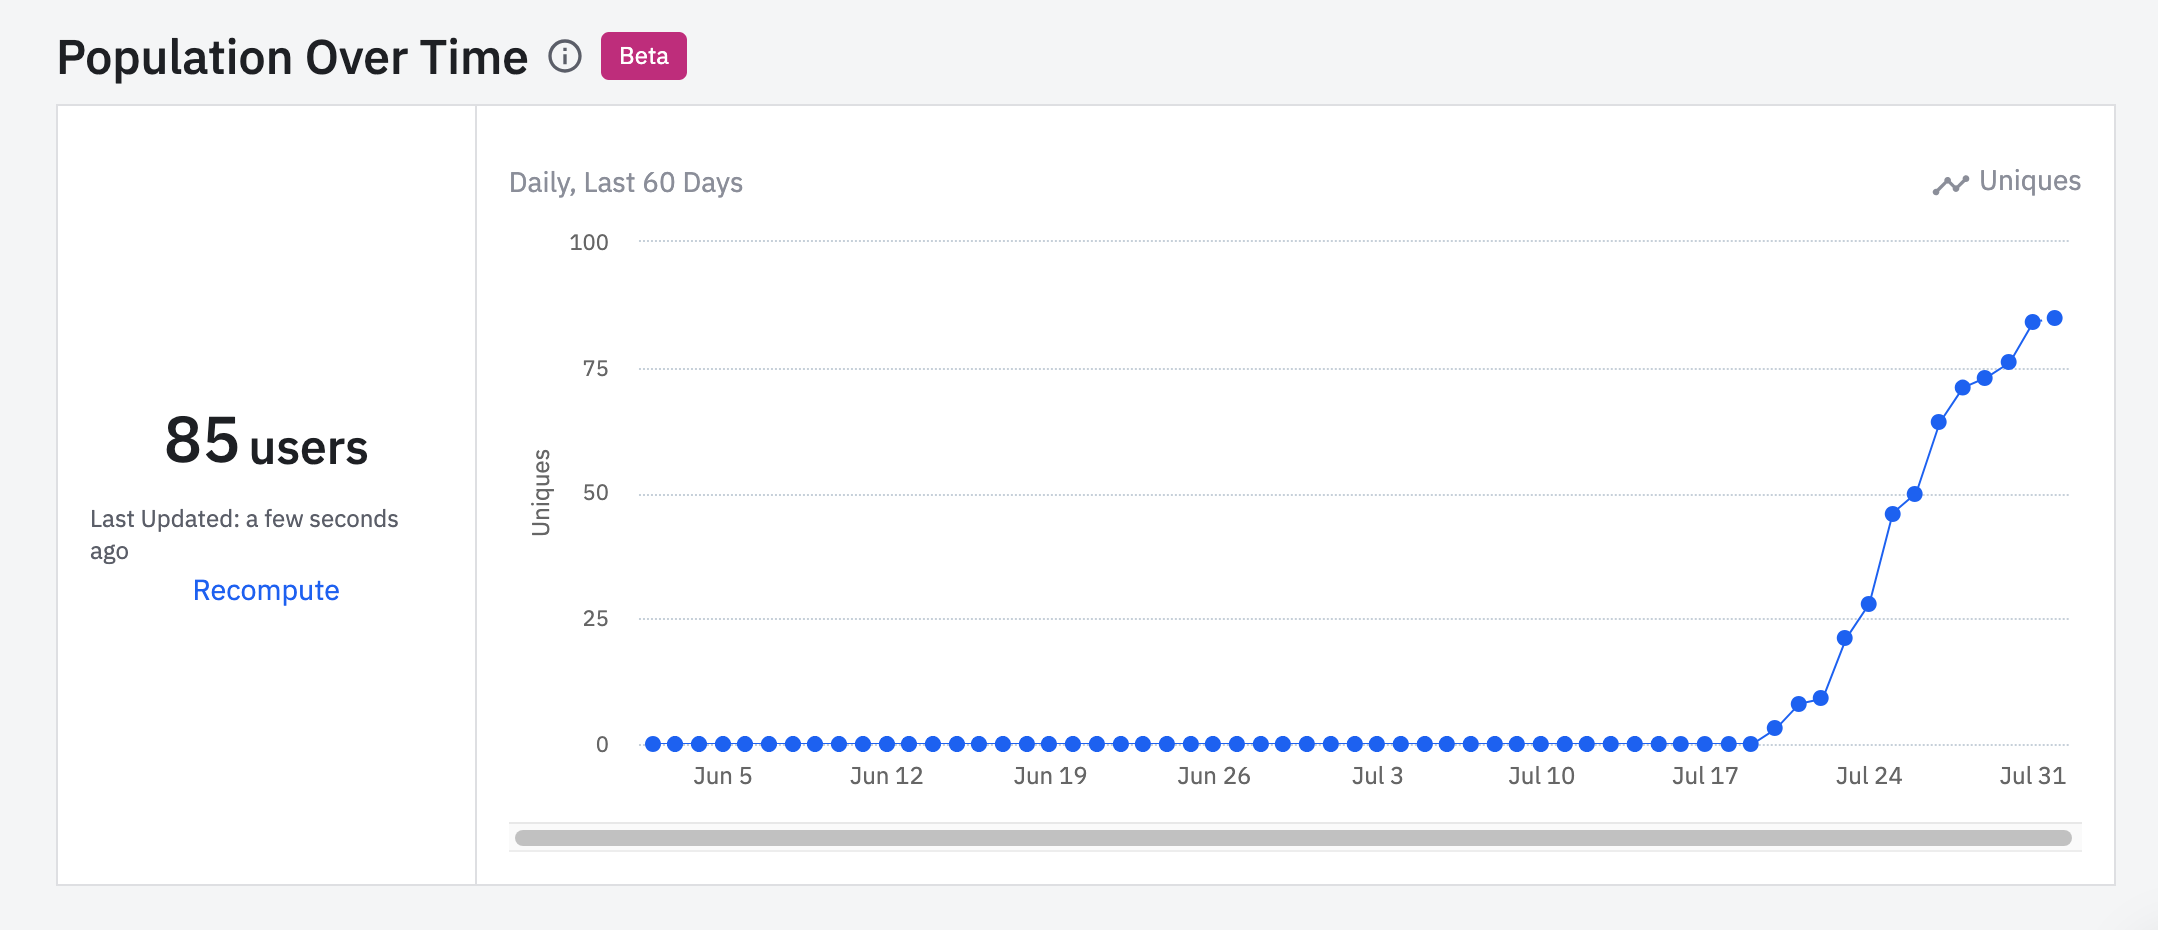 Population Over Time
Beta
85 users
Last Updated: a few seconds
ago
Recompute
Daily, Last 60 Days
Uniques
Uniques
100
75
50
25
0
Jun 5
Jun 12
Jun 19
Jun 26
Jul 3
Jul 10
Jul 17
Jul 24
Jul 31